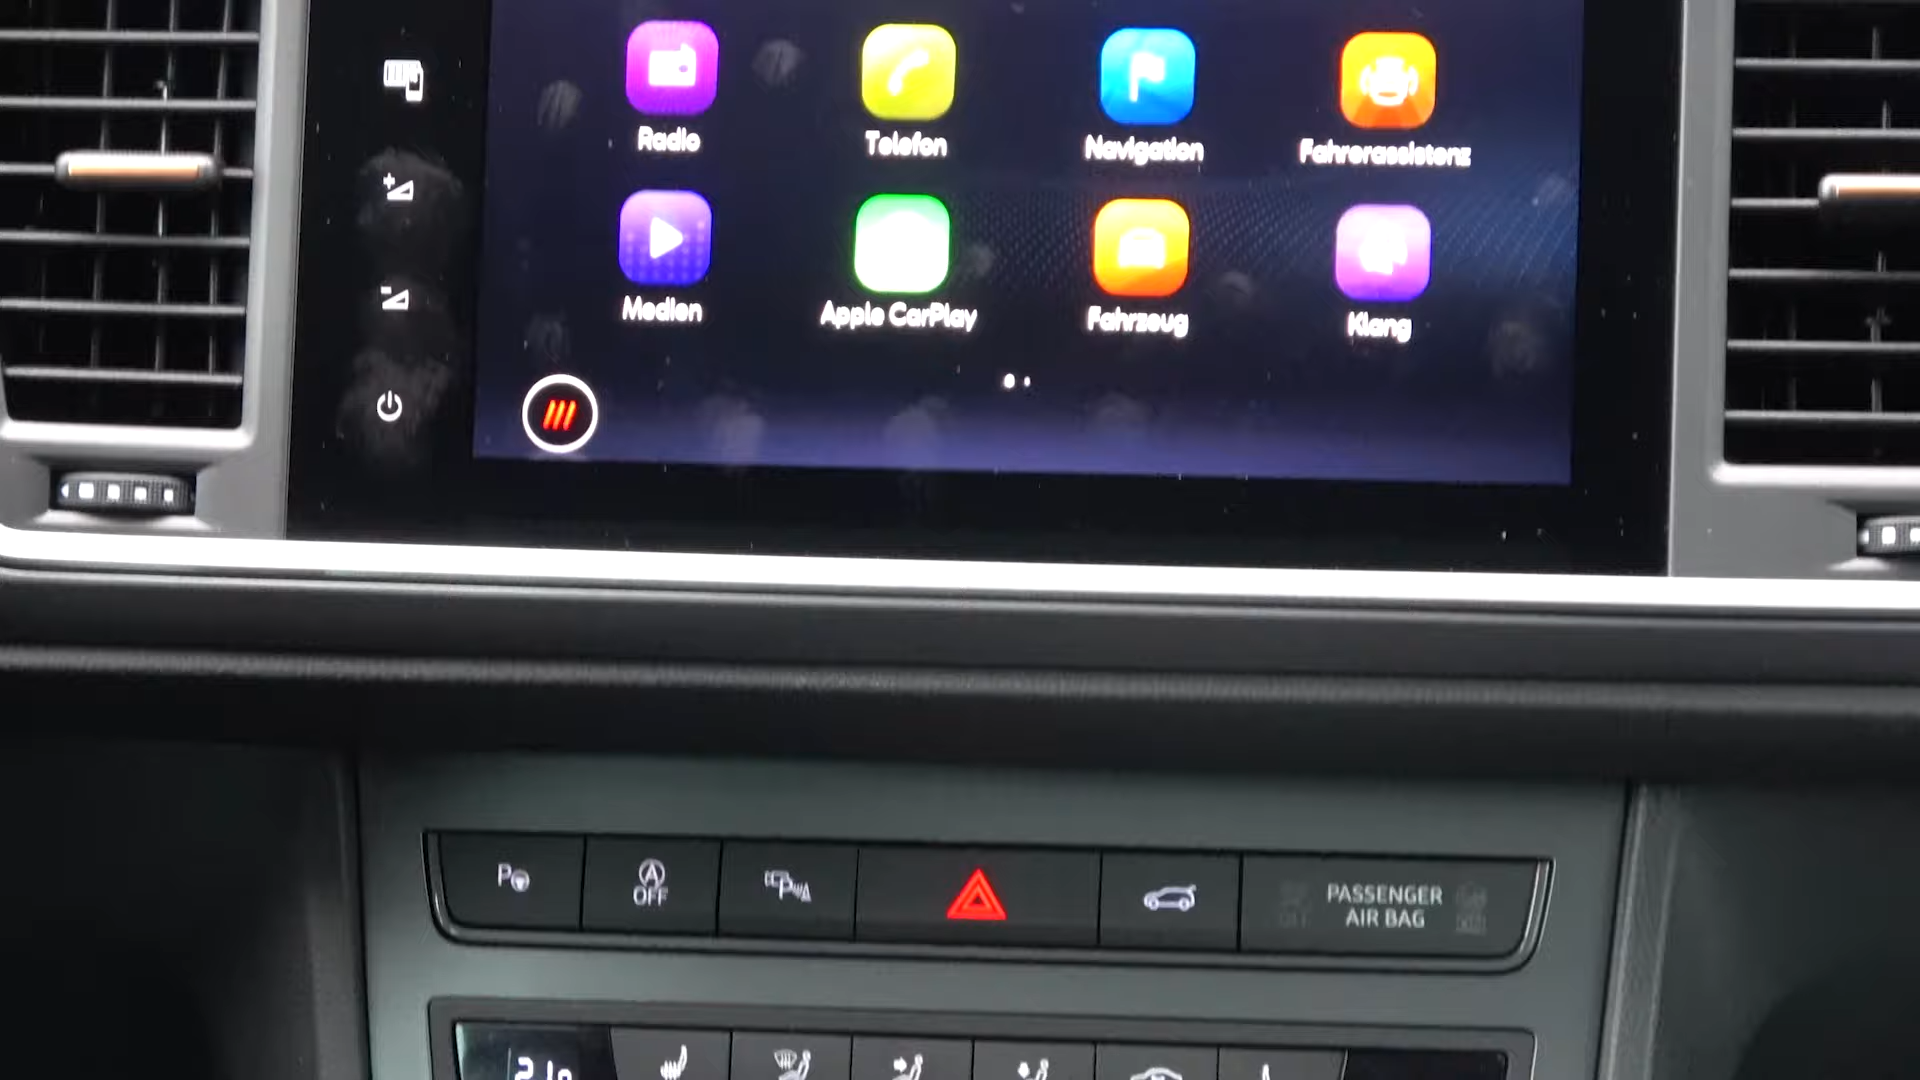 Radio
Telefon
Navigation
Fahrerassistenz
Medien
Apple CarPlay
Fahrzeug
Klang
P
A
OFF
P
PASSENGER
AIR BAG